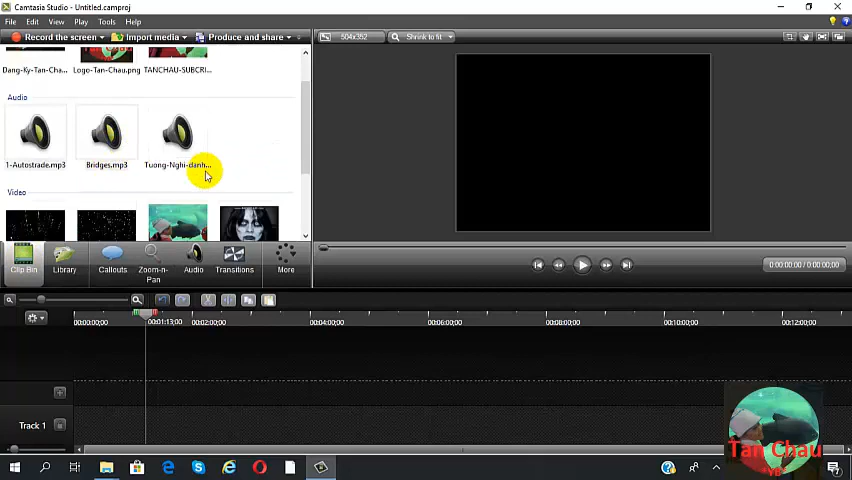 Camtasia Studio - Untitled.camproj
File Edit View Play Tools Help
Record the screen Import media Produce and share
504x352 Shrink to fit
Dang-Ky-Tan-Cha... Logo-Tan-Chau.png TANCHAU-SUBCRI...
Audio
1-Autostrade.mp3 Bridges.mp3 Tuong-Nghi-danh...
Video
Clip Bin Library Callouts Zoom-n-Pan Audio Transitions More
0:00:00;00 / 0:00:00;00
00:00:00;00 00:01:13;00 00:02:00;00 00:04:00;00 00:06:00;00 00:08:00;00 00:10:00;00 00:12:00;00
Track 1
Tan Chau
"VB"